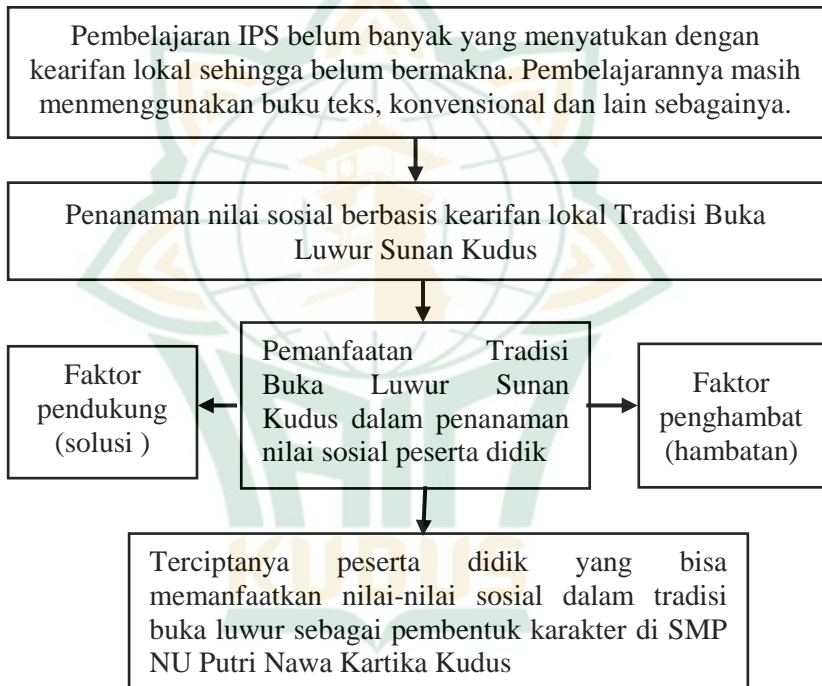 Pembelajaran IPS belum banyak yang menyatukan dengan
kearifan lokal sehingga belum bermakna. Pembelajarannya masih
menmenggunakan buku teks, konvensional dan lain sebagainya.
Penanaman nilai sosial berbasis kearifan lokal Tradisi Buka
Luwur Sunan Kudus
Faktor
pendukung
(solusi )
Pemanfaatan Tradisi
Buka Luwur Sunan
Kudus dalam penanaman
nilai sosial peserta didik
Faktor
penghambat
(hambatan)
KUDUS
Terciptanya peserta didik yang bisa
memanfaatkan nilai-nilai sosial dalam tradisi
buka luwur sebagai pembentuk karakter di SMP
NU Putri Nawa Kartika Kudus